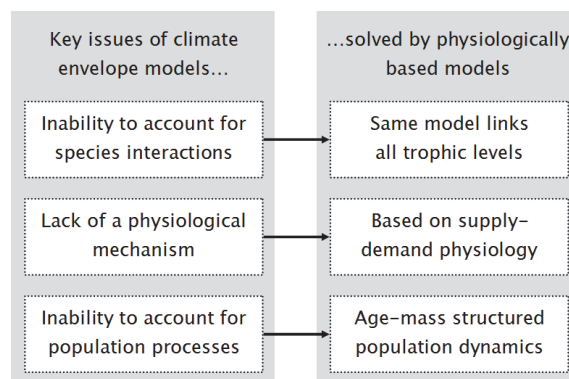 Key issues of climate
envelope models...
...solved by physiologically
based models
Inability to account for
species interactions
Same model links
all trophic levels
Lack of a physiological
mechanism
Based on supply-
demand physiology
Inability to account for
population processes
Age-mass structured
population dynamics